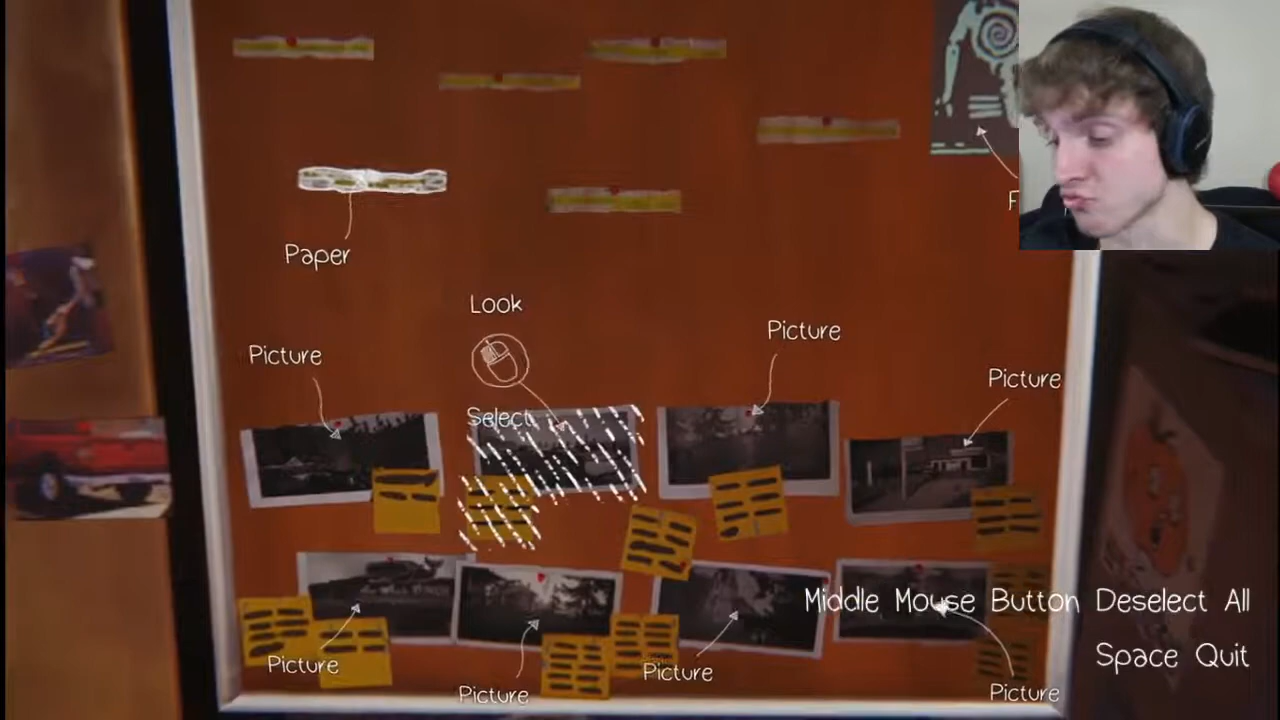 Paper
Look
Picture
Picture
Picture
Select
Middle Mouse Button Deselect All
Space Quit
Picture
Picture
Picture
Picture